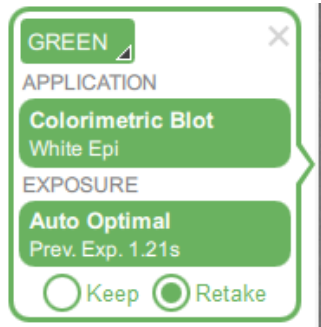 GREEN
APPLICATION
Colorimetric Blot
White Epi
EXPOSURE
Auto Optimal
Prev. Exp. 1.21s
Keep Retake